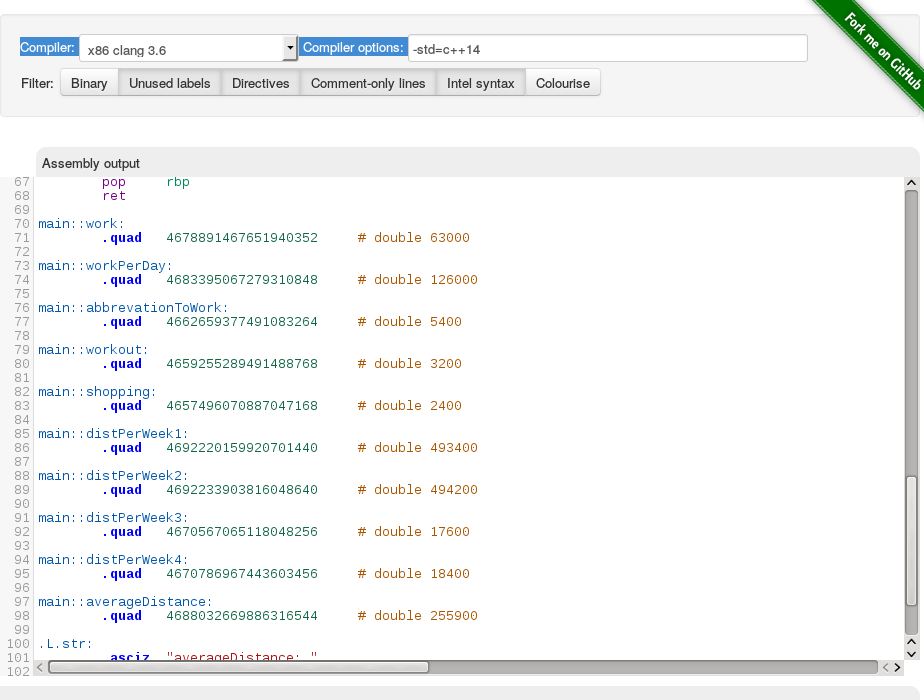 Fork me on GitHub
Compiler: x86 clang 3.6 Compiler options: -std=c++14
Filter: Binary Unused labels Directives Comment-only lines Intel syntax Colourise
Assembly output
67 pop rbp
68 ret
69
70 main::work:
71 .quad 4678891467651940352 # double 63000
72
73 main::workPerDay:
74 .quad 4683395067279310848 # double 126000
75
76 main::abbrevationToWork:
77 .quad 4662659377491083264 # double 5400
78
79 main::workout:
80 .quad 4659255289491488768 # double 3200
81
82 main::shopping:
83 .quad 4657496070887047168 # double 2400
84
85 main::distPerWeek1:
86 .quad 4692220159920701440 # double 493400
87
88 main::distPerWeek2:
89 .quad 4692233903816048640 # double 494200
90
91 main::distPerWeek3:
92 .quad 4670567065118048256 # double 17600
93
94 main::distPerWeek4:
95 .quad 4670786967443603456 # double 18400
96
97 main::averageDistance:
98 .quad 4688032669886316544 # double 255900
99
100 .L.str:
101 .asciz "averageDistance: "
102